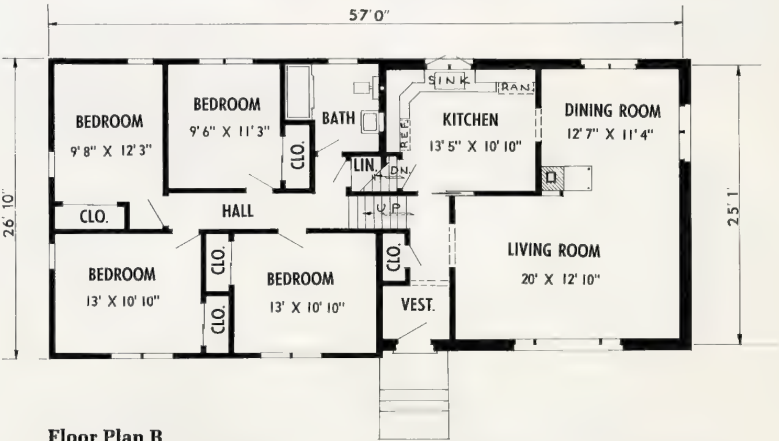 57'0"
26' 10"
25' 1"
BEDROOM
9' 8" X 12' 3"
CLO.
BEDROOM
9' 6" X 11' 3"
CLO.
BATH
LIN.
DN.
SINK
RAN.
REF.
KITCHEN
13' 5" X 10' 10"
DINING ROOM
12' 7" X 11' 4"
HALL
UP
BEDROOM
13' X 10' 10"
CLO.
CLO.
BEDROOM
13' X 10' 10"
CLO.
VEST.
LIVING ROOM
20' X 12' 10"
Floor Plan B